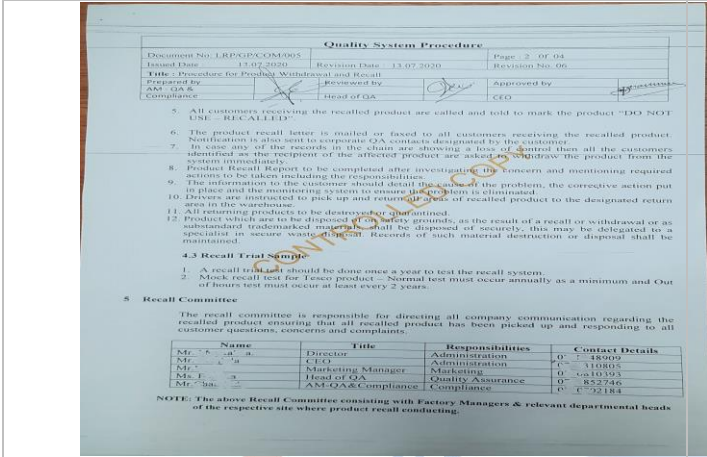 Quality System Procedure
Document No: LRP/GP/COM/005 Page : 2 0f 04
Issued Date : 13.07.2020 Revision Date : 13.07.2020 Revision No. 06
Title : Procedure for Product Withdrawal and Recall
Prepared by Reviewed by Approved by
AM - QA & Compliance Head of QA CEO
5. All customers receiving the recalled product are called and told to mark the product "DO NOT
USE - RECALLED".
6. The product recall letter is mailed or faxed to all customers receiving the recalled product.
Notification is also sent to corporate QA contacts designated by the customer.
7. In case any of the records in the chain are showing a loss of control then all the customers
identified as the recipient of the affected product are asked to withdraw the product from the
system immediately.
8. Product Recall Report to be completed after investigating the concern and mentioning required
actions to be taken including the responsibilities.
9. The information to the customer should detail the cause of the problem, the corrective action put
in place and the monitoring system to ensure the problem is eliminated.
10. Drivers are instructed to pick up and return all areas of recalled product to the designated return
area in the warehouse.
11. All returning products to be destroyed or quarantined.
12. Product which are to be disposed of on safety grounds, as the result of a recall or withdrawal or as
substandard trademarked materials, shall be disposed of securely, this may be delegated to a
specialist in secure waste disposal. Records of such material destruction or disposal shall be
maintained.
CONTROLLED COPY
4.3 Recall Trial Sample
1. A recall trial test should be done once a year to test the recall system.
2. Mock recall test for Tesco product – Normal test must occur annually as a minimum and Out
of hours test must occur at least every 2 years.
5 Recall Committee
The recall committee is responsible for directing all company communication regarding the
recalled product ensuring that all recalled product has been picked up and responding to all
customer questions, concerns and complaints.
Name Title Responsibilities Contact Details
Mr. Director Administration 48909
Mr. CEO Administration 310805
Mr. Marketing Manager Marketing 10393
Ms. Head of QA Quality Assurance 852746
Mr. AM-QA&Compliance Compliance 02184
NOTE: The above Recall Committee consisting with Factory Managers & relevant departmental heads
of the respective site where product recall conducting.